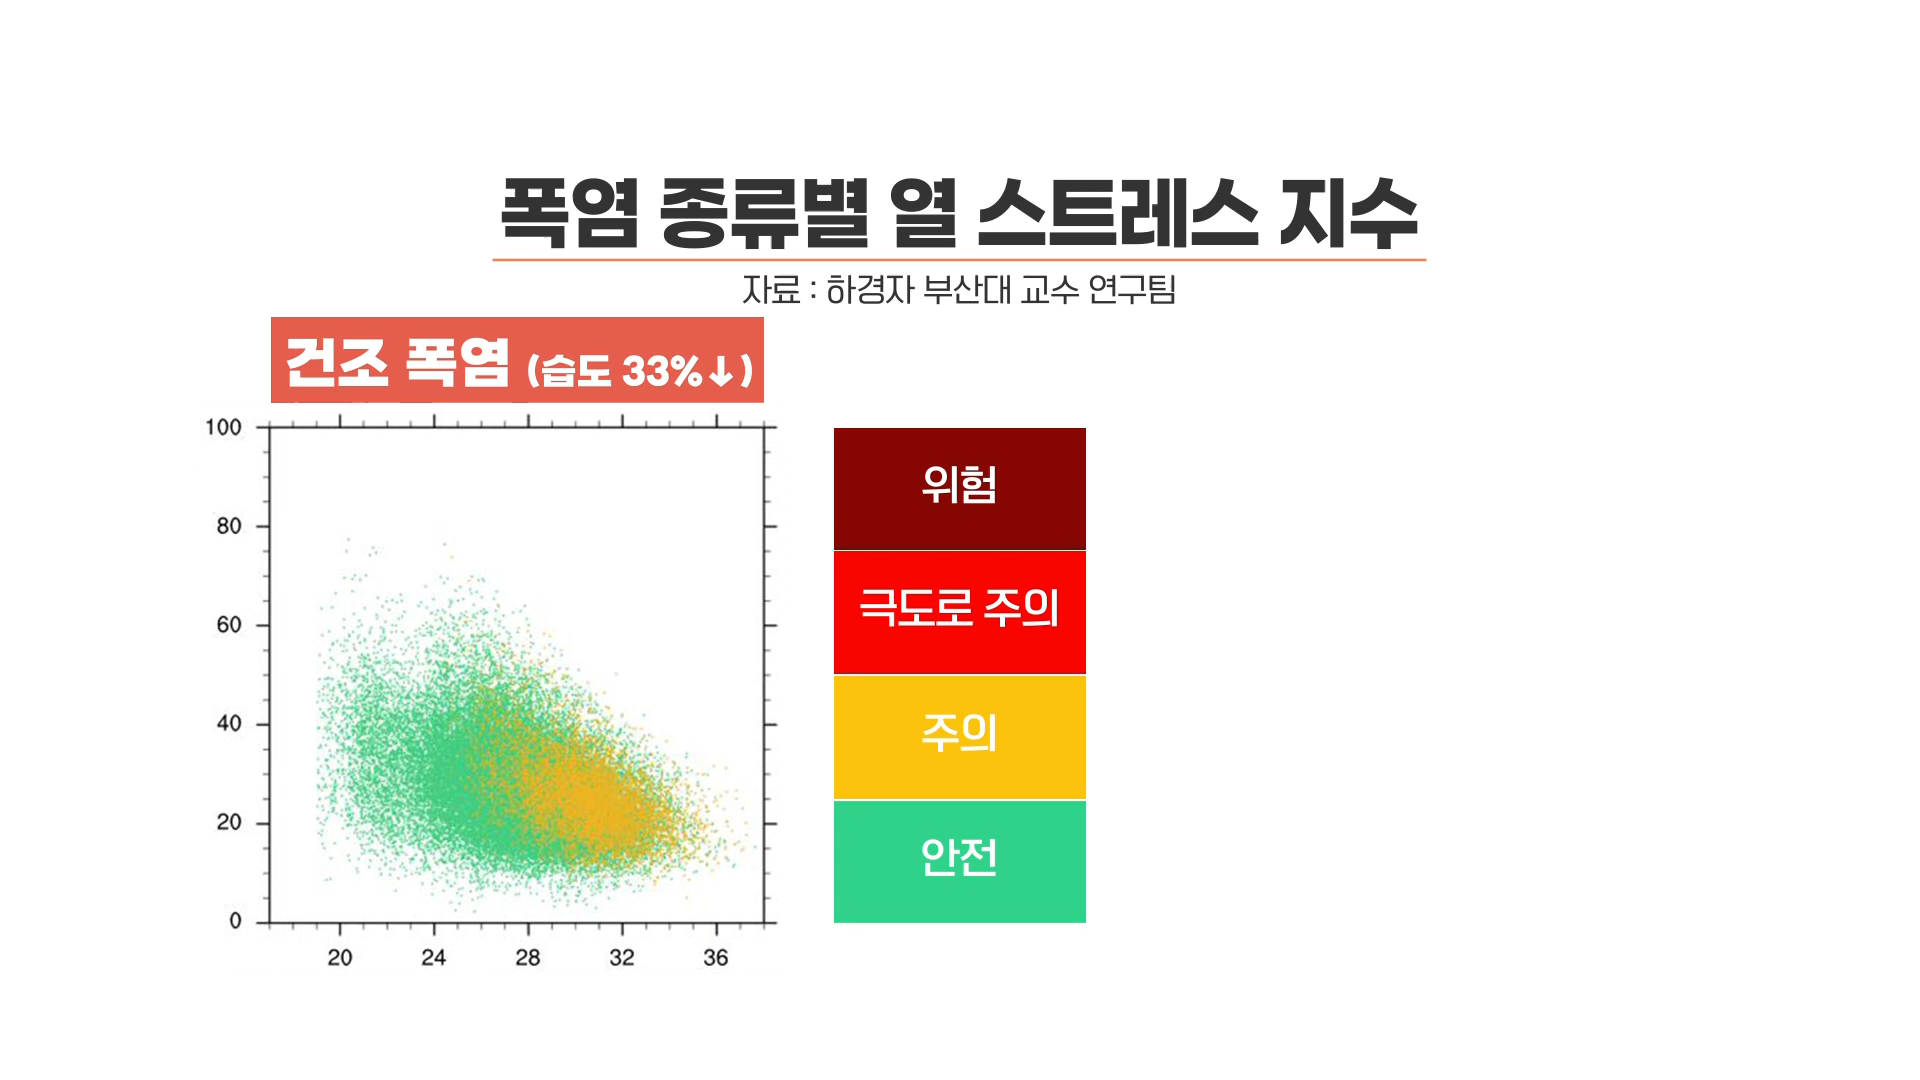 폭염 종류별 열 스트레스 지수
자료 : 하경자 부산대 교수 연구팀
건조 폭염 (습도 33%↓)
100
80
60
40
20
0
20 24 28 32 36
위험
극도로 주의
주의
안전